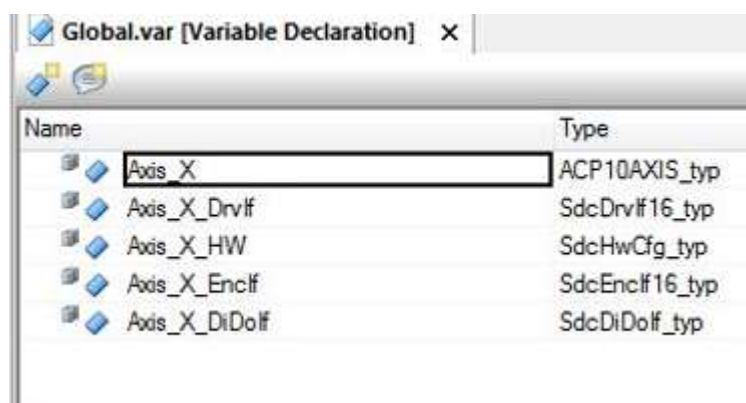 Global.var [Variable Declaration]
Name Type
Axis_X ACP10AXIS_typ
Axis_X_DrvIf SdcDrvIf16_typ
Axis_X_HW SdcHwCfg_typ
Axis_X_EncIf SdcEncIf16_typ
Axis_X_DiDoIf SdcDiDoIf_typ